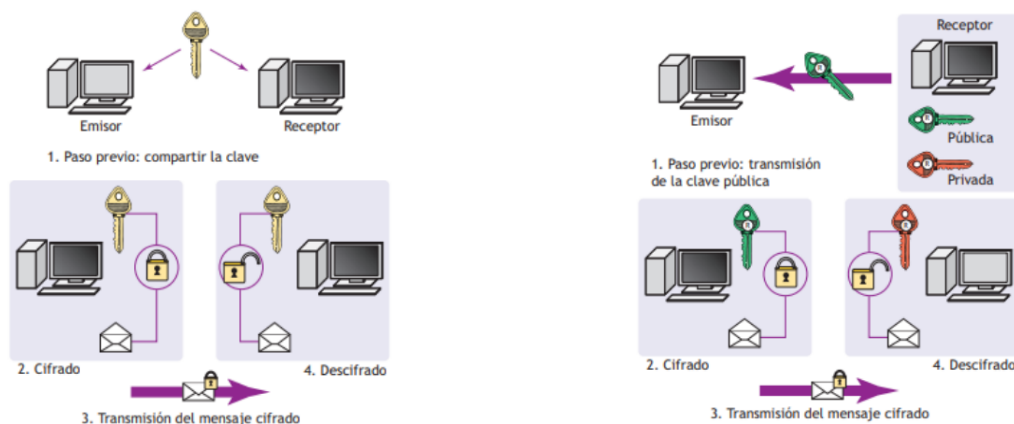 Emisor
Receptor
1. Paso previo: compartir la clave
2. Cifrado
4. Descifrado
3. Transmisión del mensaje cifrado
Receptor
Emisor
Pública
Privada
1. Paso previo: transmisión
de la clave pública
2. Cifrado
4. Descifrado
3. Transmisión del mensaje cifrado